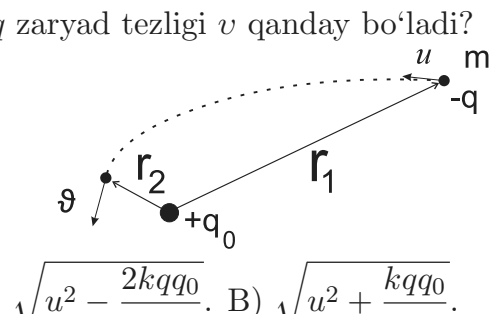 q zaryad tezligi υ qanday bo‘ladi?
u m
-q
r₂ r₁
ϑ
+q₀
√(u² − 2kqq₀). B) √(u² + kqq₀).